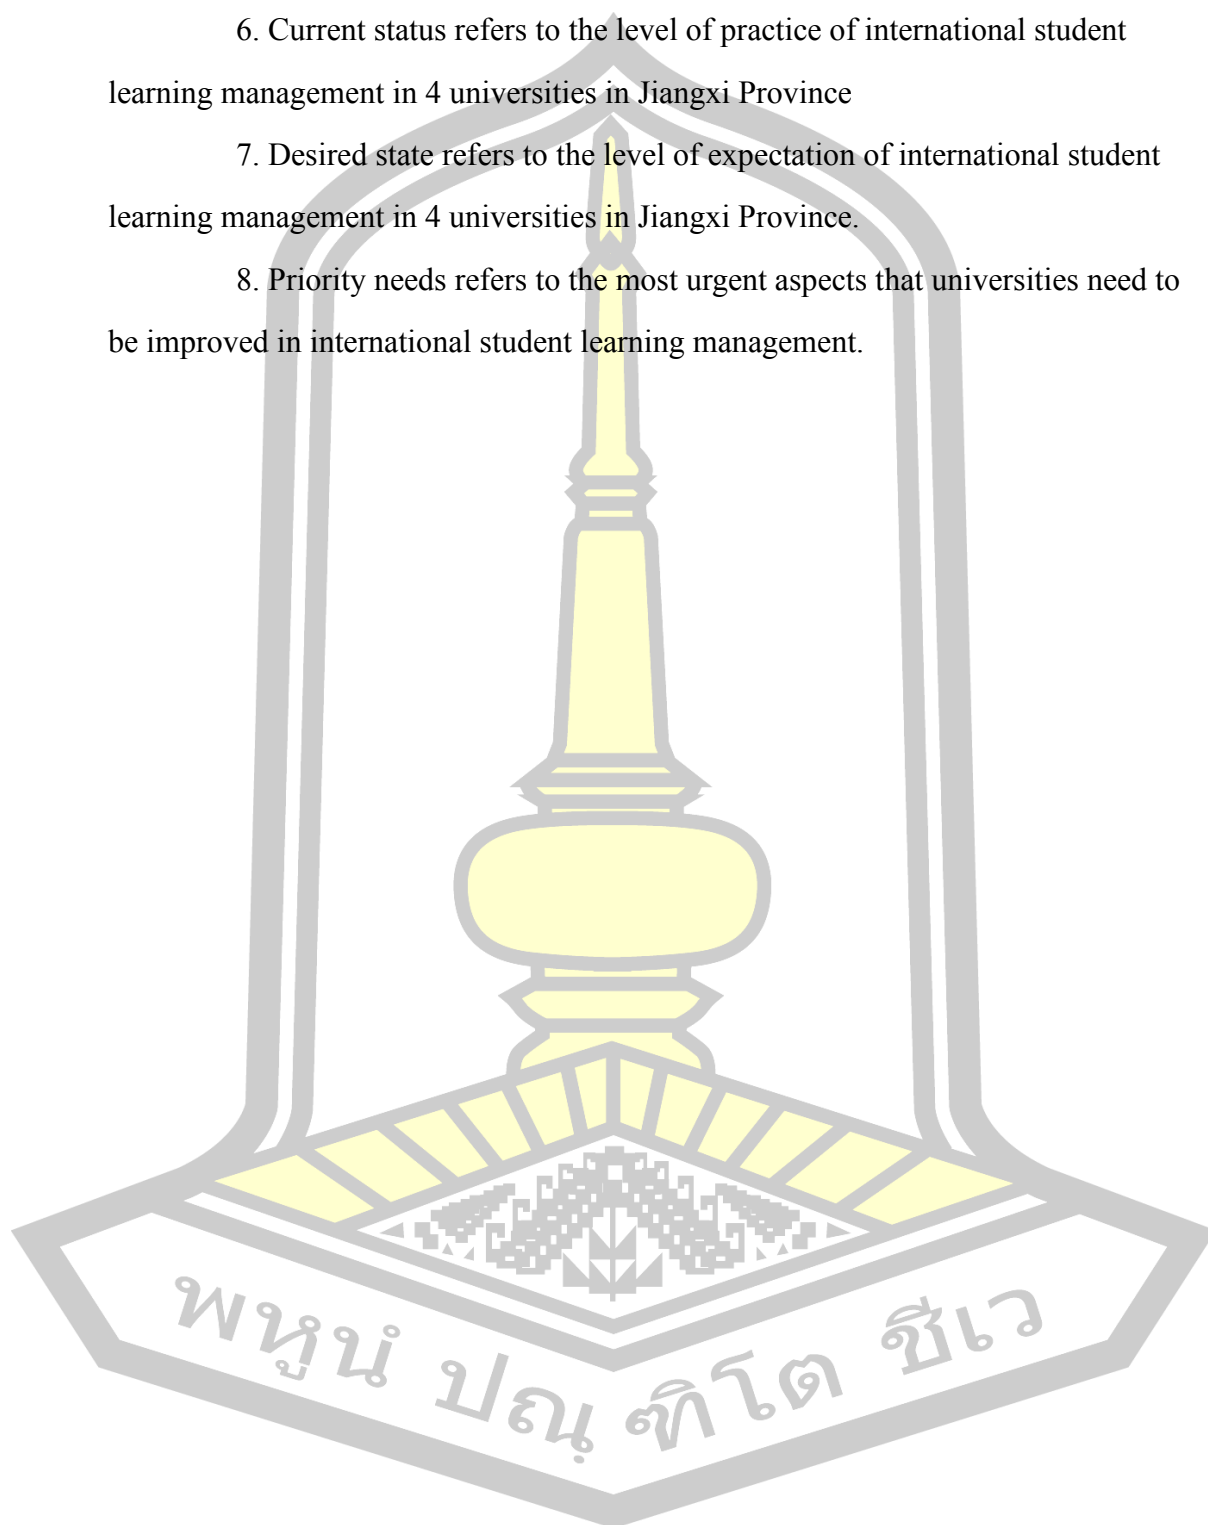 6. Current status refers to the level of practice of international student
learning management in 4 universities in Jiangxi Province
7. Desired state refers to the level of expectation of international student
learning management in 4 universities in Jiangxi Province.
8. Priority needs refers to the most urgent aspects that universities need to
be improved in international student learning management.
พหูนํ ปณฺฑิโต ชีเว